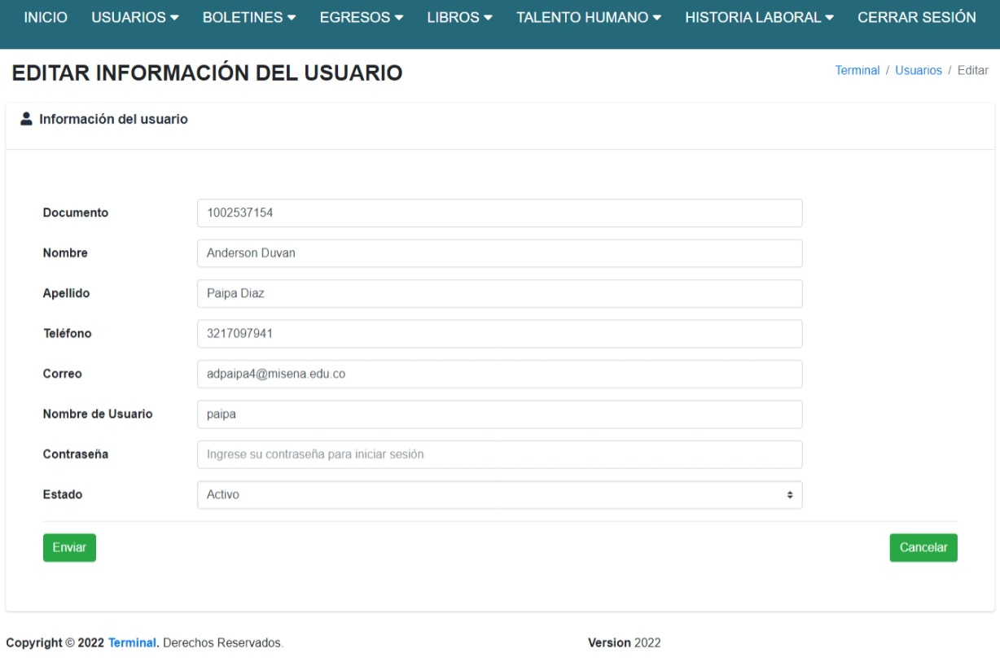 INICIO USUARIOS BOLETINES EGRESOS LIBROS TALENTO HUMANO HISTORIA LABORAL CERRAR SESIÓN
EDITAR INFORMACIÓN DEL USUARIO
Terminal / Usuarios / Editar
Información del usuario
Documento 1002537154
Nombre Anderson Duvan
Apellido Paipa Diaz
Teléfono 3217097941
Correo adpaipa4@misena.edu.co
Nombre de Usuario paipa
Contraseña Ingrese su contraseña para iniciar sesión
Estado Activo
Enviar Cancelar
Copyright © 2022 Terminal. Derechos Reservados. Version 2022